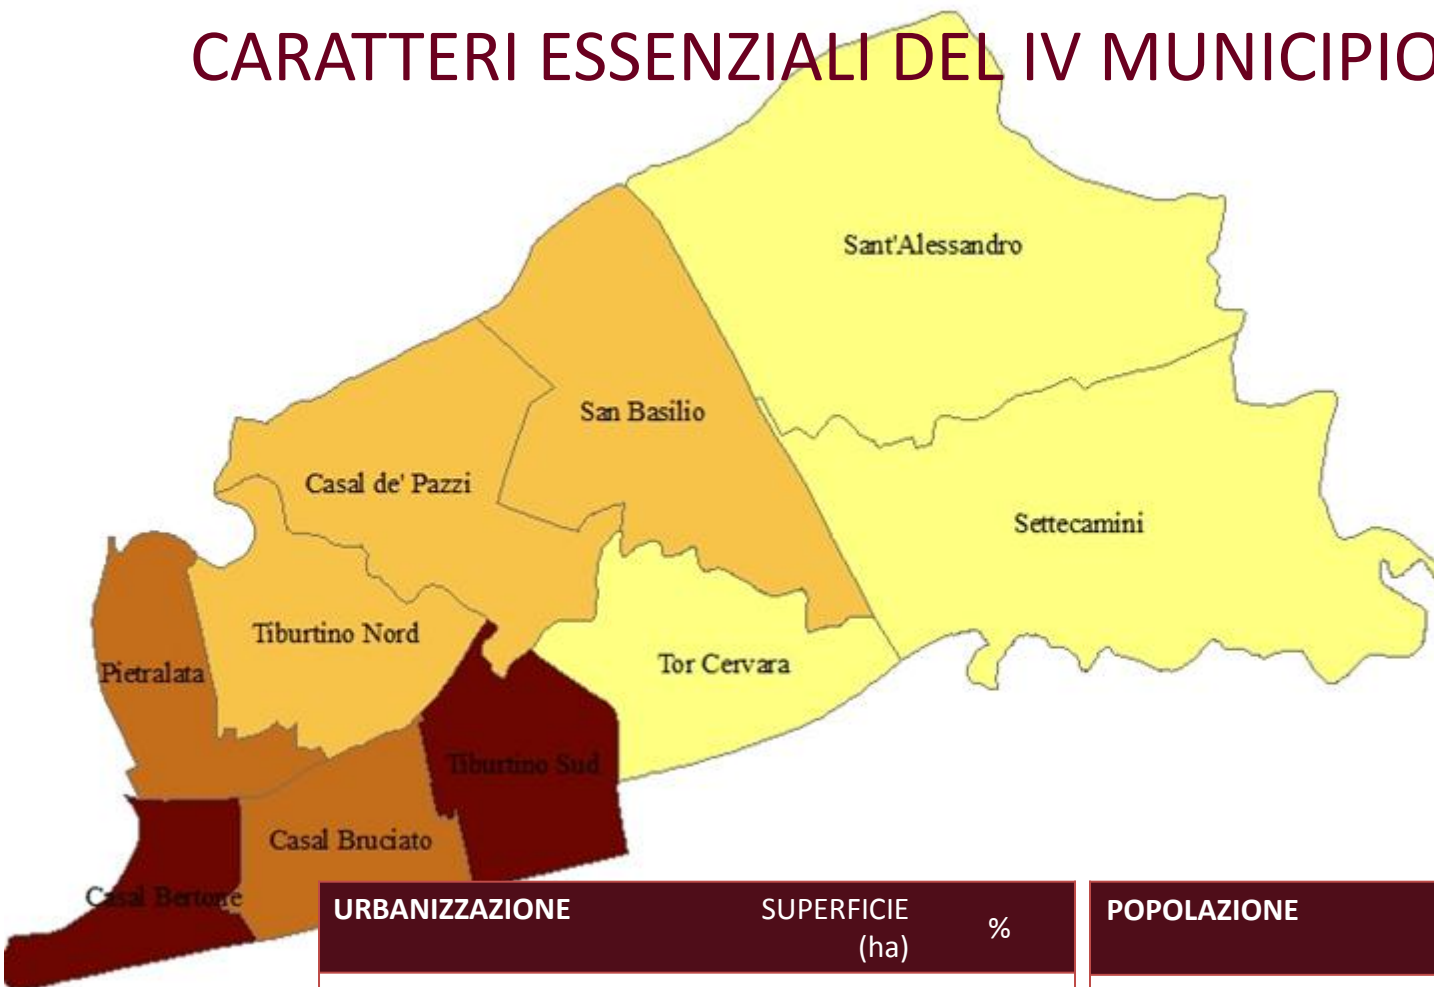 CARATTERI ESSENZIALI DEL IV MUNICIPIO
Sant'Alessandro
San Basilio
Casal de' Pazzi
Settecamini
Tiburtino Nord
Tor Cervara
Pietralata
Tiburtino Sud
Casal Bruciato
Casal Bertone
URBANIZZAZIONE SUPERFICIE (ha) %
POPOLAZIONE